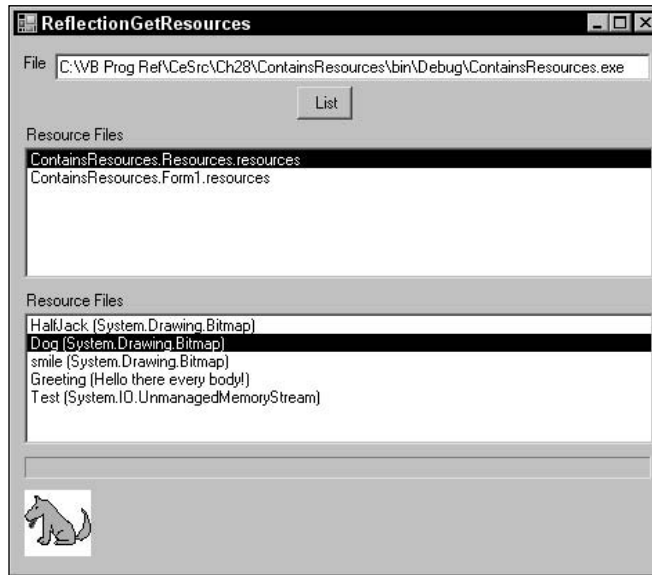 ReflectionGetResources
File C:\VB Prog Ref\CeSrc\Ch28\ContainsResources\bin\Debug\ContainsResources.exe
List
Resource Files
ContainsResources.Resources.resources
ContainsResources.Form1.resources
Resource Files
HalfJack (System.Drawing.Bitmap)
Dog (System.Drawing.Bitmap)
smile (System.Drawing.Bitmap)
Greeting (Hello there every body!)
Test (System.IO.UnmanagedMemoryStream)